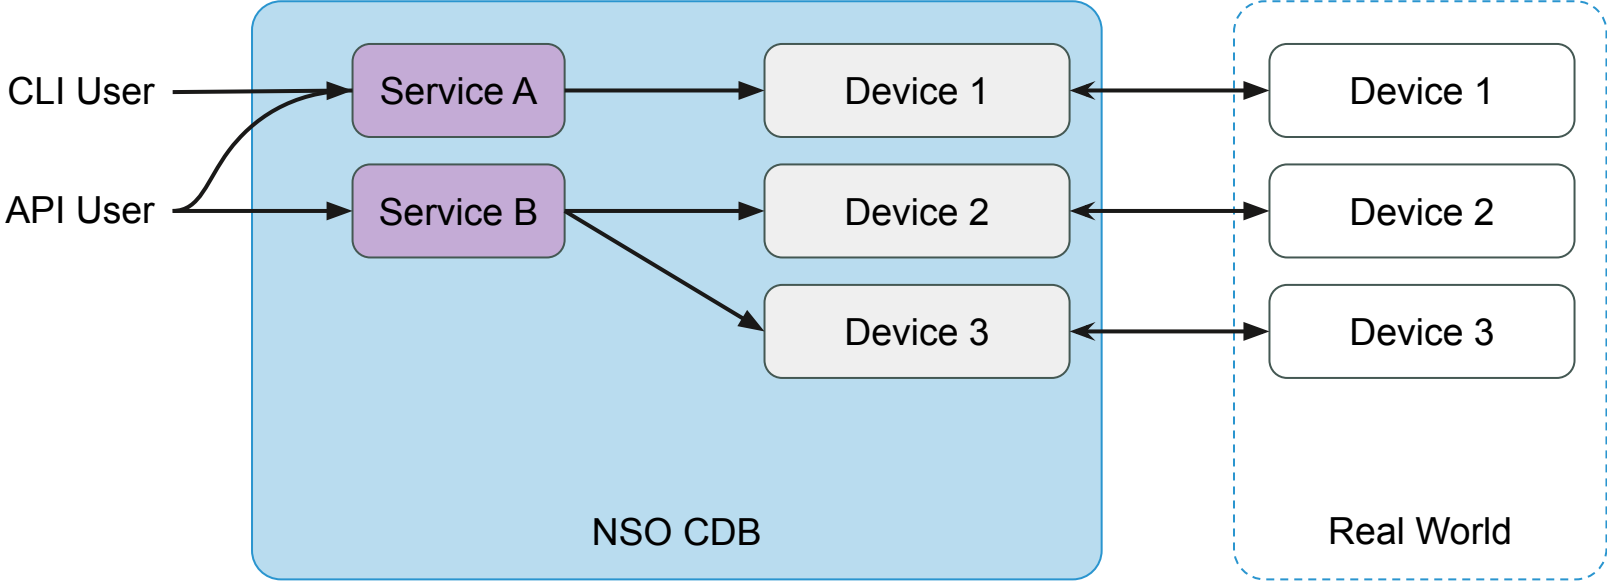 CLI User
Service A
Device 1
Device 1
API User
Service B
Device 2
Device 2
Device 3
Device 3
NSO CDB
Real World